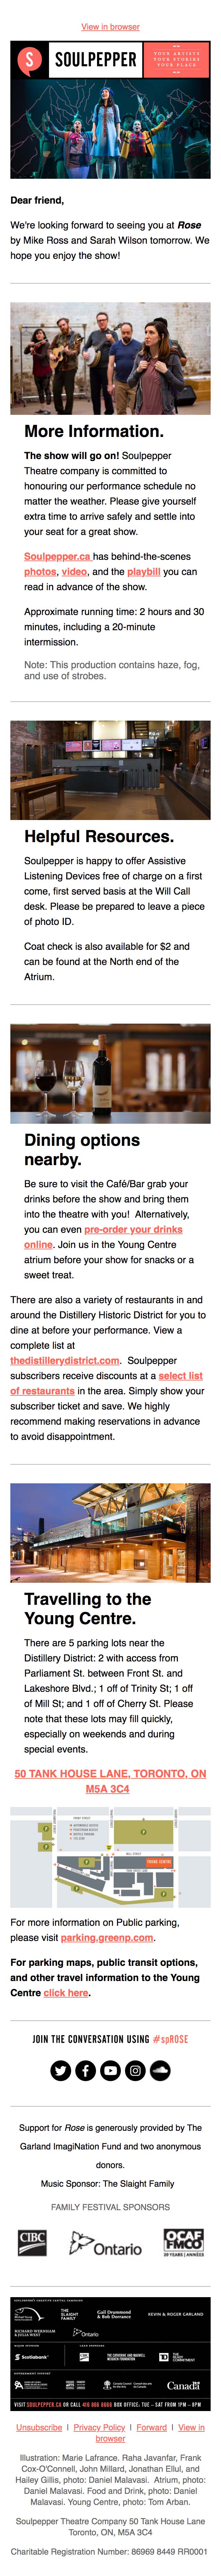 View in browser
S SOULPEPPER
YOUR ARTISTS
YOUR STORIES
YOUR PLACE
Dear friend,
We're looking forward to seeing you at Rose
by Mike Ross and Sarah Wilson tomorrow. We
hope you enjoy the show!
More Information.
The show will go on! Soulpepper
Theatre company is committed to
honouring our performance schedule no
matter the weather. Please give yourself
extra time to arrive safely and settle into
your seat for a great show.
Soulpepper.ca has behind-the-scenes
photos, video, and the playbill you can
read in advance of the show.
Approximate running time: 2 hours and 30
minutes, including a 20-minute
intermission.
Note: This production contains haze, fog,
and use of strobes.
Helpful Resources.
Soulpepper is happy to offer Assistive
Listening Devices free of charge on a first
come, first served basis at the Will Call
desk. Please be prepared to leave a piece
of photo ID.
Coat check is also available for $2 and
can be found at the North end of the
Atrium.
Dining options
nearby.
Be sure to visit the Café/Bar grab your
drinks before the show and bring them
into the theatre with you! Alternatively,
you can even pre-order your drinks
online. Join us in the Young Centre
atrium before your show for snacks or a
sweet treat.
There are also a variety of restaurants in and
around the Distillery Historic District for you to
dine at before your performance. View a
complete list at
thedistillerydistrict.com. Soulpepper
subscribers receive discounts at a select list
of restaurants in the area. Simply show your
subscriber ticket and save. We highly
recommend making reservations in advance
to avoid disappointment.
Travelling to the
Young Centre.
There are 5 parking lots near the
Distillery District: 2 with access from
Parliament St. between Front St. and
Lakeshore Blvd.; 1 off of Trinity St; 1 off
of Mill St; and 1 off of Cherry St. Please
note that these lots may fill quickly,
especially on weekends and during
special events.
50 TANK HOUSE LANE, TORONTO, ON
M5A 3C4
For more information on Public parking,
please visit parking.greenp.com.
For parking maps, public transit options,
and other travel information to the Young
Centre click here.
JOIN THE CONVERSATION USING #spROSE
Support for Rose is generously provided by The
Garland ImagiNation Fund and two anonymous
donors.
Music Sponsor: The Slaight Family
FAMILY FESTIVAL SPONSORS
CIBC
Ontario
OCAF
FMCO
THE
SLAIGHT
FAMILY
Gail Drummond
& Bob Dorrance
KEVIN & ROGER GARLAND
RICHARD WERNHAM
& JULIA WEST
Ontario
Scotiabank
Canada
VISIT SOULPEPPER.CA OR CALL 416 866 8666 BOX OFFICE: TUE – SAT FROM 1PM – 8PM
Unsubscribe | Privacy Policy | Forward | View in
browser
Illustration: Marie Lafrance. Raha Javanfar, Frank
Cox-O'Connell, John Millard, Jonathan Ellul, and
Hailey Gillis, photo: Daniel Malavasi. Atrium, photo:
Daniel Malavasi. Food and Drink, photo: Daniel
Malavasi. Young Centre, photo: Tom Arban.
Soulpepper Theatre Company 50 Tank House Lane
Toronto, ON, M5A 3C4
Charitable Registration Number: 86969 8449 RR0001